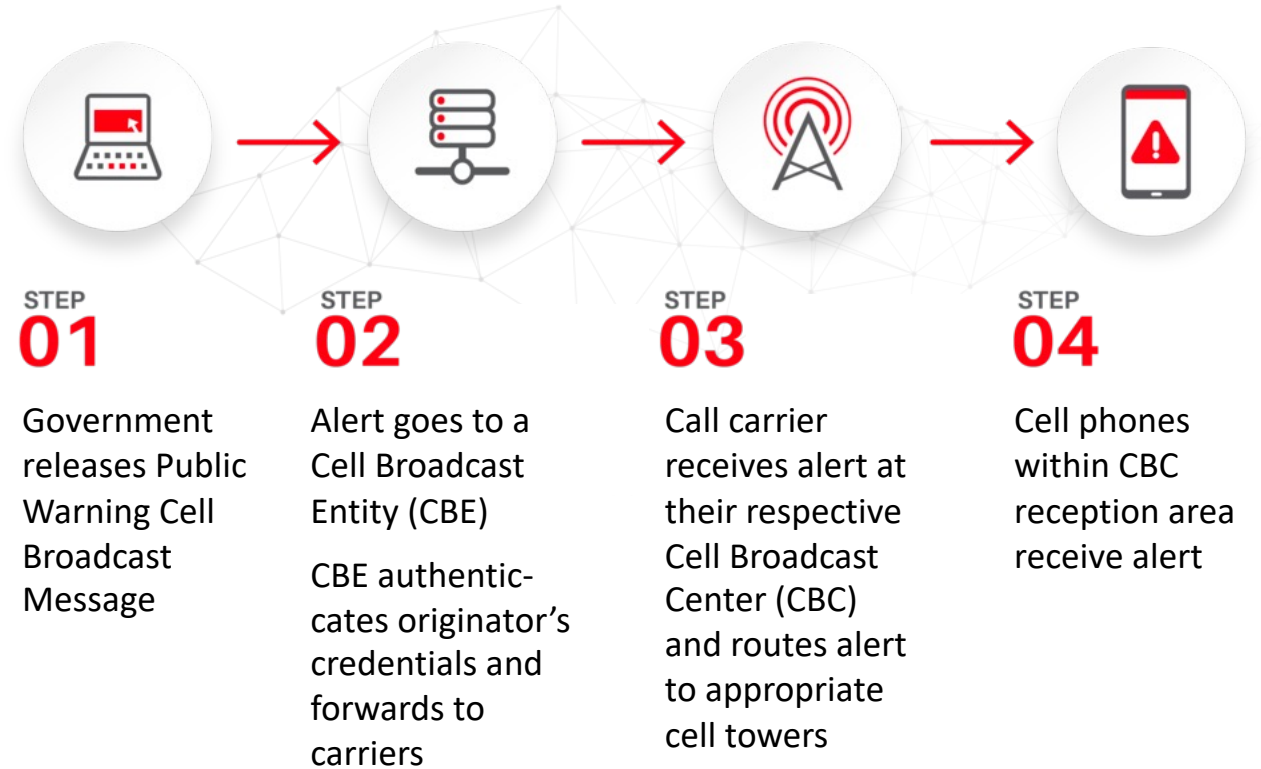 STEP
01
Government
releases Public
Warning Cell
Broadcast
Message
STEP
02
Alert goes to a
Cell Broadcast
Entity (CBE)
CBE authentic-
cates originator’s
credentials and
forwards to
carriers
STEP
03
Call carrier
receives alert at
their respective
Cell Broadcast
Center (CBC)
and routes alert
to appropriate
cell towers
STEP
04
Cell phones
within CBC
reception area
receive alert